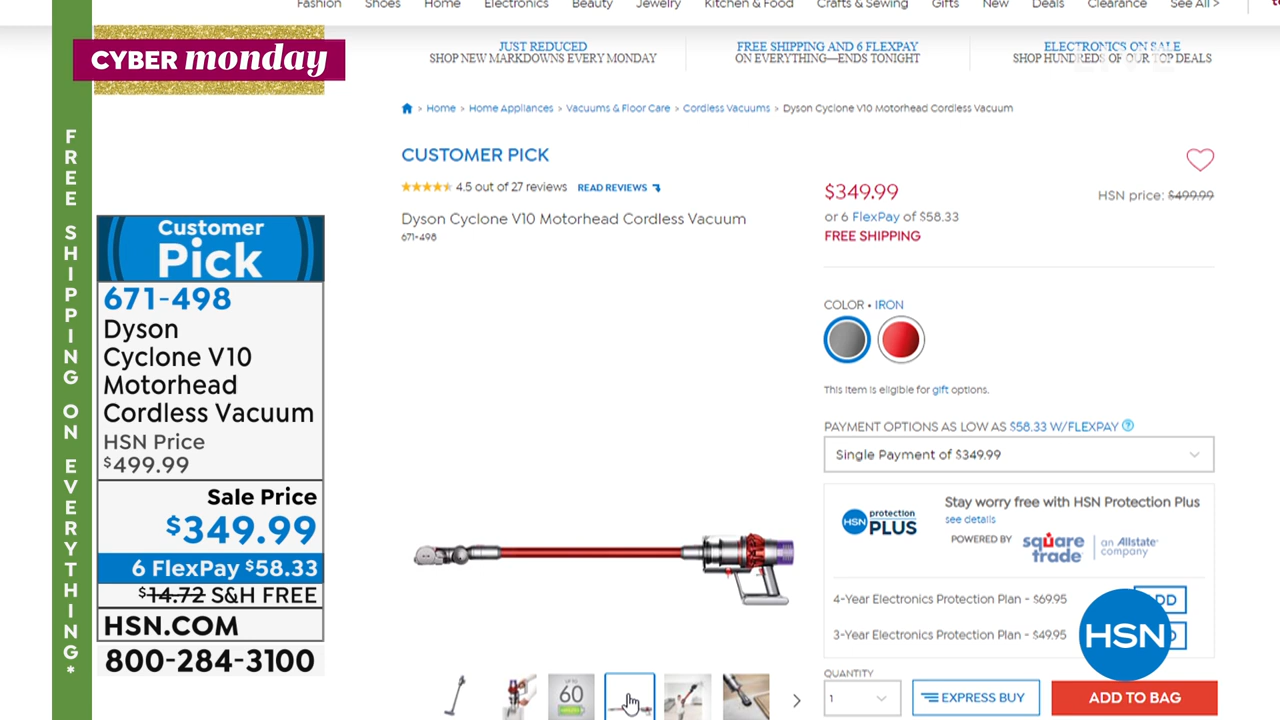 Fashion
Shoes
Home
Electronics
Beauty
Jewelry
Kitchen & Food
Crafts & Sewing
Gifts
New
Deals
Clearance
See All >
CYBER monday
JUST REDUCED
SHOP NEW MARKDOWNS EVERY MONDAY
FREE SHIPPING AND 6 FLEXPAY
ON EVERYTHING—ENDS TONIGHT
ELECTRONICS ON SALE
SHOP HUNDREDS OF OUR TOP DEALS
FREE SHIPPING ON EVERYTHING*
> Home > Home Appliances > Vacuums & Floor Care > Cordless Vacuums > Dyson Cyclone V10 Motorhead Cordless Vacuum
CUSTOMER PICK
4.5 out of 27 reviews READ REVIEWS
Dyson Cyclone V10 Motorhead Cordless Vacuum
671-498
$349.99
HSN price: $499.99
or 6 FlexPay of $58.33
FREE SHIPPING
Customer
Pick
671-498
Dyson
Cyclone V10
Motorhead
Cordless Vacuum
HSN Price
$499.99
Sale Price
$349.99
6 FlexPay $58.33
$14.72 S&H FREE
HSN.COM
800-284-3100
COLOR • IRON
This item is eligible for gift options.
PAYMENT OPTIONS AS LOW AS $58.33 W/FLEXPAY ?
Single Payment of $349.99
HSN protection PLUS
Stay worry free with HSN Protection Plus
see details
POWERED BY square trade an Allstate company
4-Year Electronics Protection Plan - $69.95
3-Year Electronics Protection Plan - $49.95
HSN
60
QUANTITY
1
EXPRESS BUY
ADD TO BAG